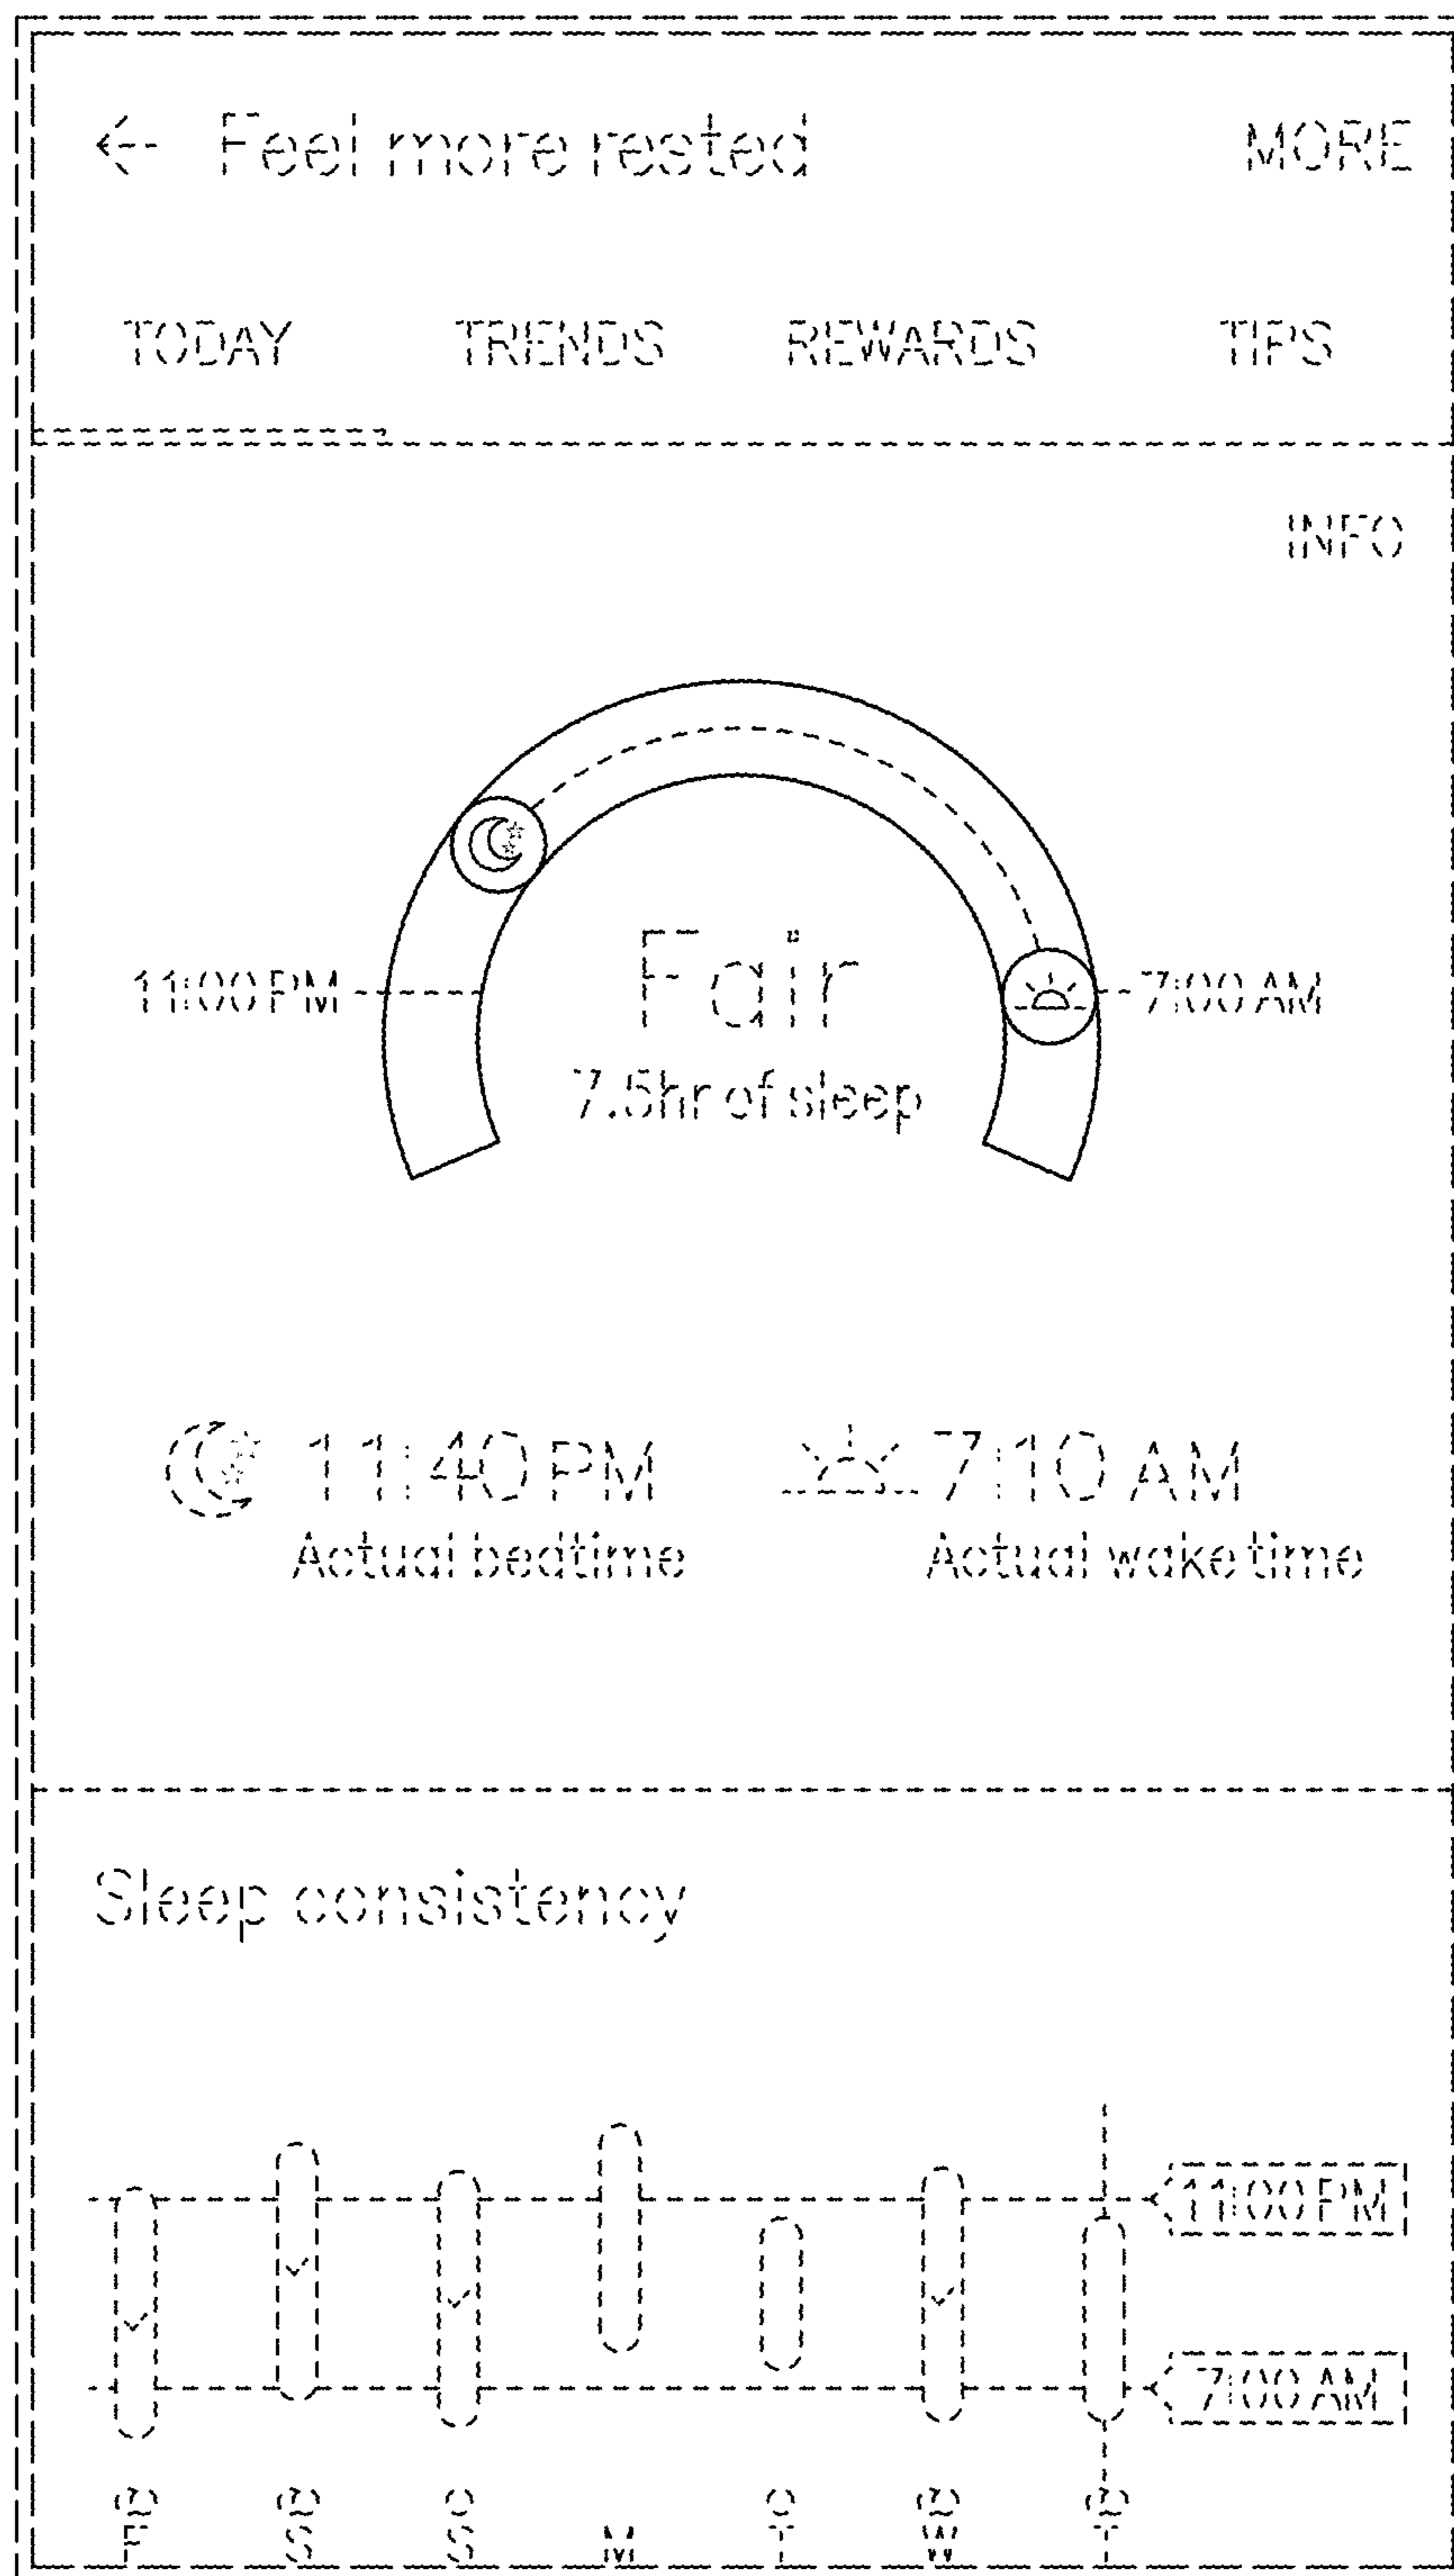 Feel more rested MORE
TODAY TRENDS REWARDS TIPS
INFO
11:00 PM Fair 7:00 AM
7.5hr of sleep
11:40 PM 7:10 AM
Actual bedtime Actual wake time
Sleep consistency
11:00 PM
7:00 AM
F S S M T W T